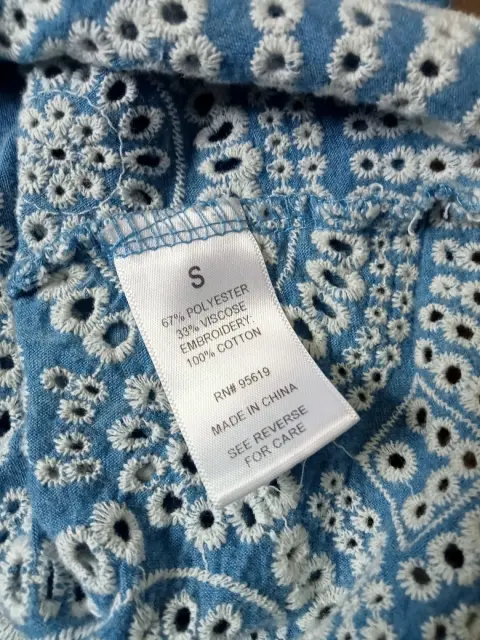 S
67% POLYESTER
33% VISCOSE
EMBROIDERY:
100% COTTON
RN# 95619
MADE IN CHINA
SEE REVERSE
FOR CARE